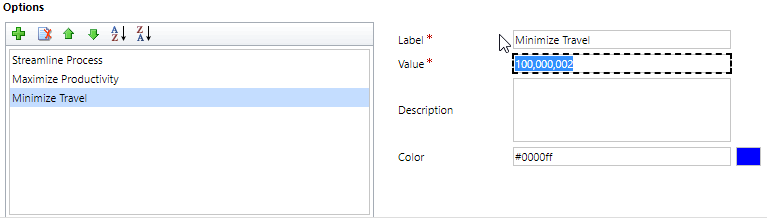 Options
A
Z
Z
A
Streamline Process
Maximize Productivity
Minimize Travel
Label *
Minimize Travel
Value *
100,000,002
Description
Color
#0000ff